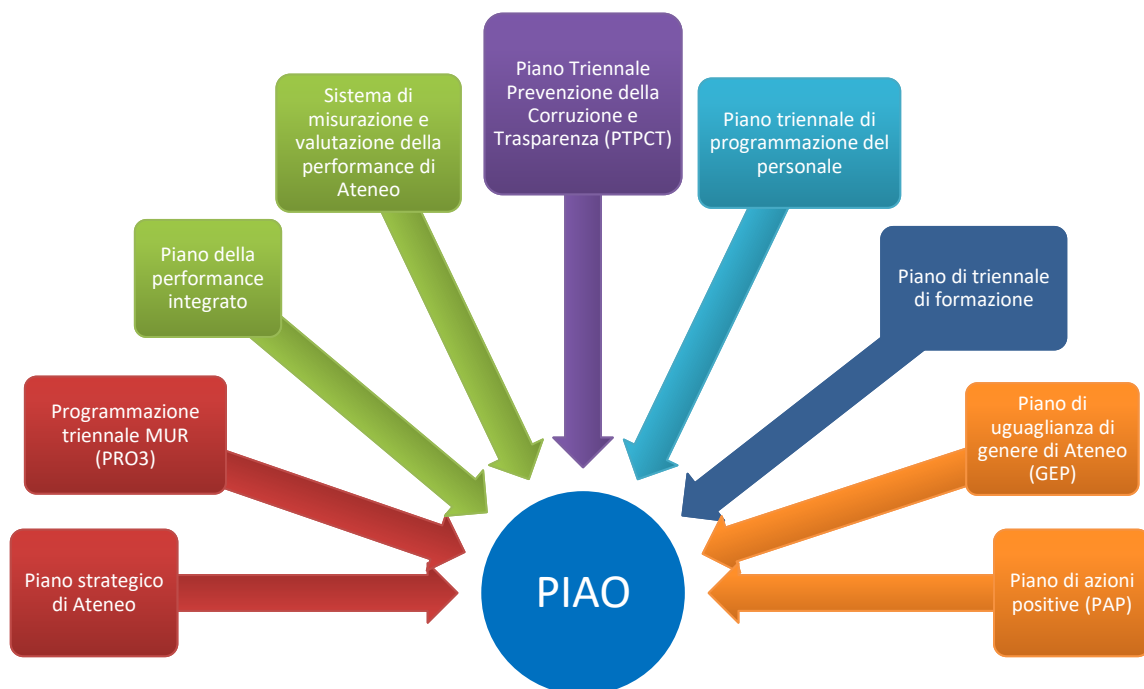 Piano strategico
di Ateneo
Programmazione
triennale MUR
(PRO3)
Piano della
performance
integrato
Sistema di
misurazione e
valutazione della
performance di
Ateneo
Piano Triennale
Prevenzione della
Corruzione e
Trasparenza (PTPCT)
Piano triennale di
programmazione del
personale
Piano di triennale
di formazione
Piano di
uguaglianza di
genere di Ateneo
(GEP)
Piano di azioni
positive (PAP)
PIAO